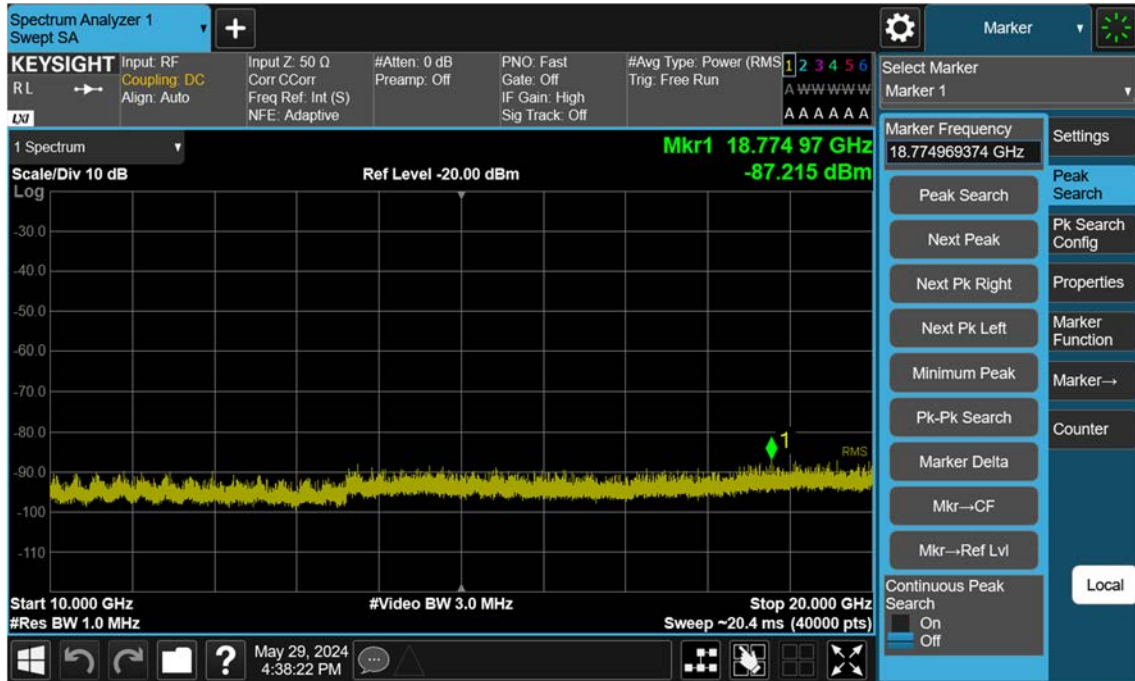 Spectrum Analyzer 1
Swept SA
+
Marker
KEYSIGHT
R L
LXI
Input: RF
Coupling: DC
Align: Auto
Input Z: 50 Ω
Corr CCorr
Freq Ref: Int (S)
NFE: Adaptive
#Atten: 0 dB
Preamp: Off
PNO: Fast
Gate: Off
IF Gain: High
Sig Track: Off
#Avg Type: Power (RMS
Trig: Free Run
1 2 3 4 5 6
A W W W W W
A A A A A A
Select Marker
Marker 1
1 Spectrum
Mkr1 18.774 97 GHz
-87.215 dBm
Scale/Div 10 dB
Ref Level -20.00 dBm
Log
-30.0
-40.0
-50.0
-60.0
-70.0
-80.0
-90.0
-100
-110
1
RMS
Start 10.000 GHz
#Video BW 3.0 MHz
Stop 20.000 GHz
#Res BW 1.0 MHz
Sweep ~20.4 ms (40000 pts)
Marker Frequency
18.774969374 GHz
Peak Search
Next Peak
Next Pk Right
Next Pk Left
Minimum Peak
Pk-Pk Search
Marker Delta
Mkr→CF
Mkr→Ref Lvl
Continuous Peak
Search
On
Off
Settings
Peak
Search
Pk Search
Config
Properties
Marker
Function
Marker→
Counter
Local
?
May 29, 2024
4:38:22 PM